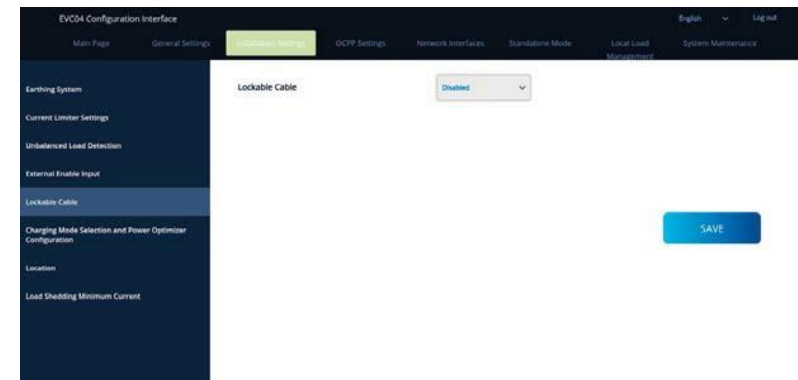 EVC04 Configuration Interface
English
Log out
Main Page
General Settings
Installation Settings
OCPP Settings
Network Interfaces
Standalone Mode
Local Load
Management
System Maintenance
Earthing System
Lockable Cable
Disabled
Current Limiter Settings
Unbalanced Load Detection
External Enable Input
Lockable Cable
Charging Mode Selection and Power Optimizer
Configuration
SAVE
Location
Load Shedding Minimum Current